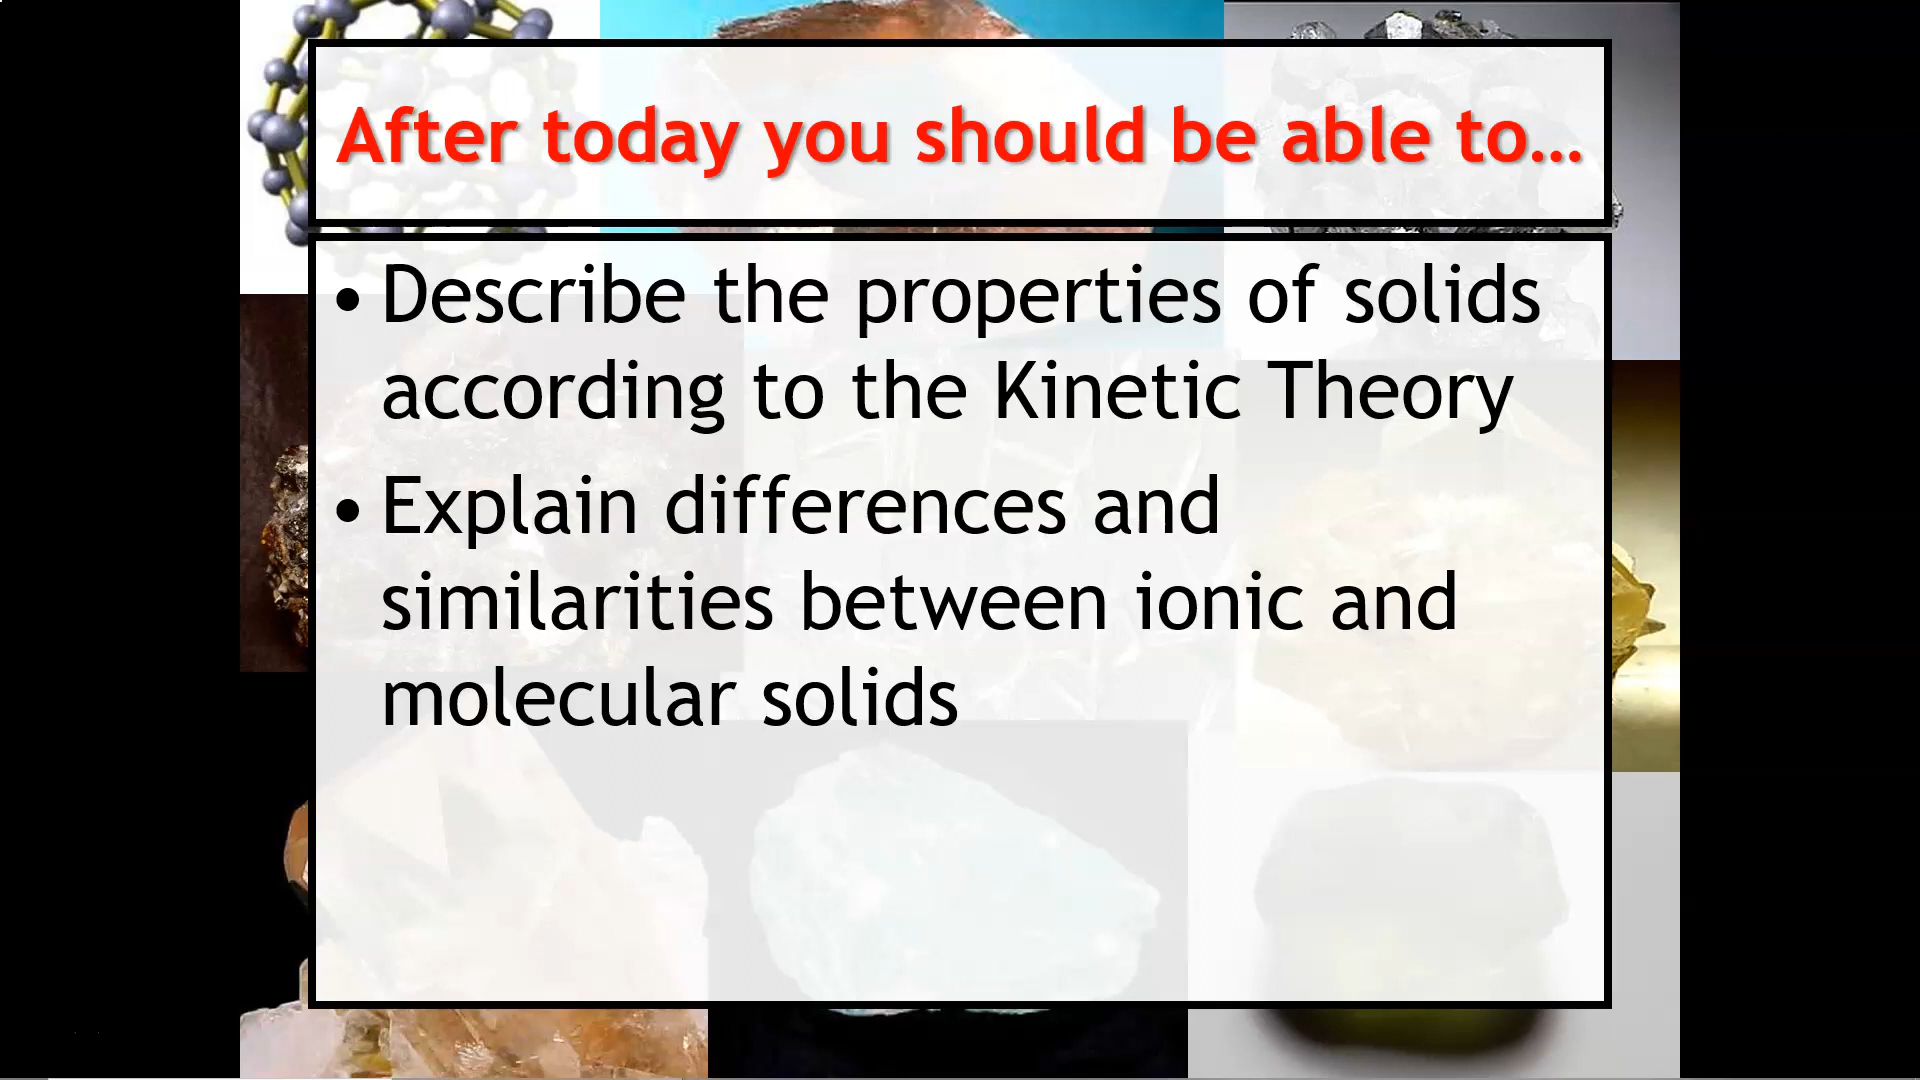 After today you should be able to…
• Describe the properties of solids
according to the Kinetic Theory
• Explain differences and
similarities between ionic and
molecular solids